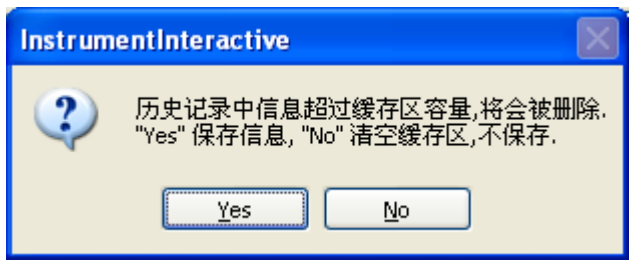 InstrumentInteractive
历史记录中信息超过缓存区容量,将会被删除.
"Yes" 保存信息, "No" 清空缓存区,不保存.
Yes No